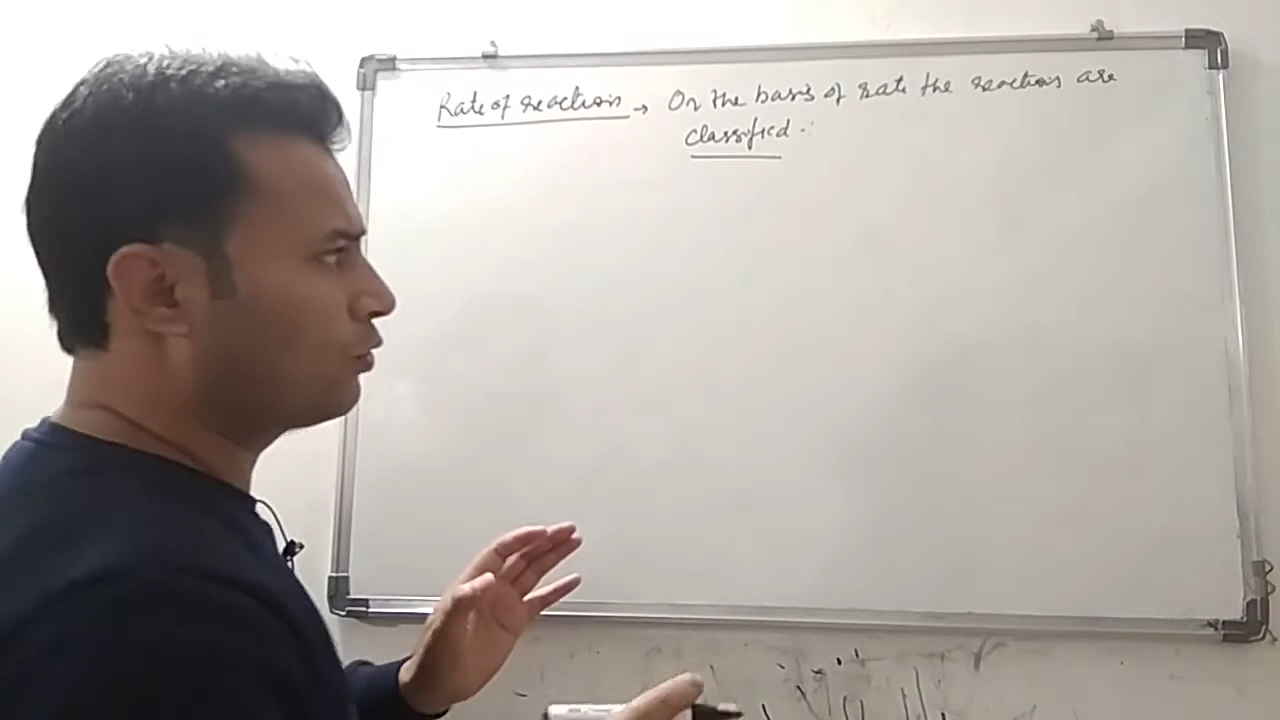 Rate of reaction → On the basis of rate the reactions are
classified :